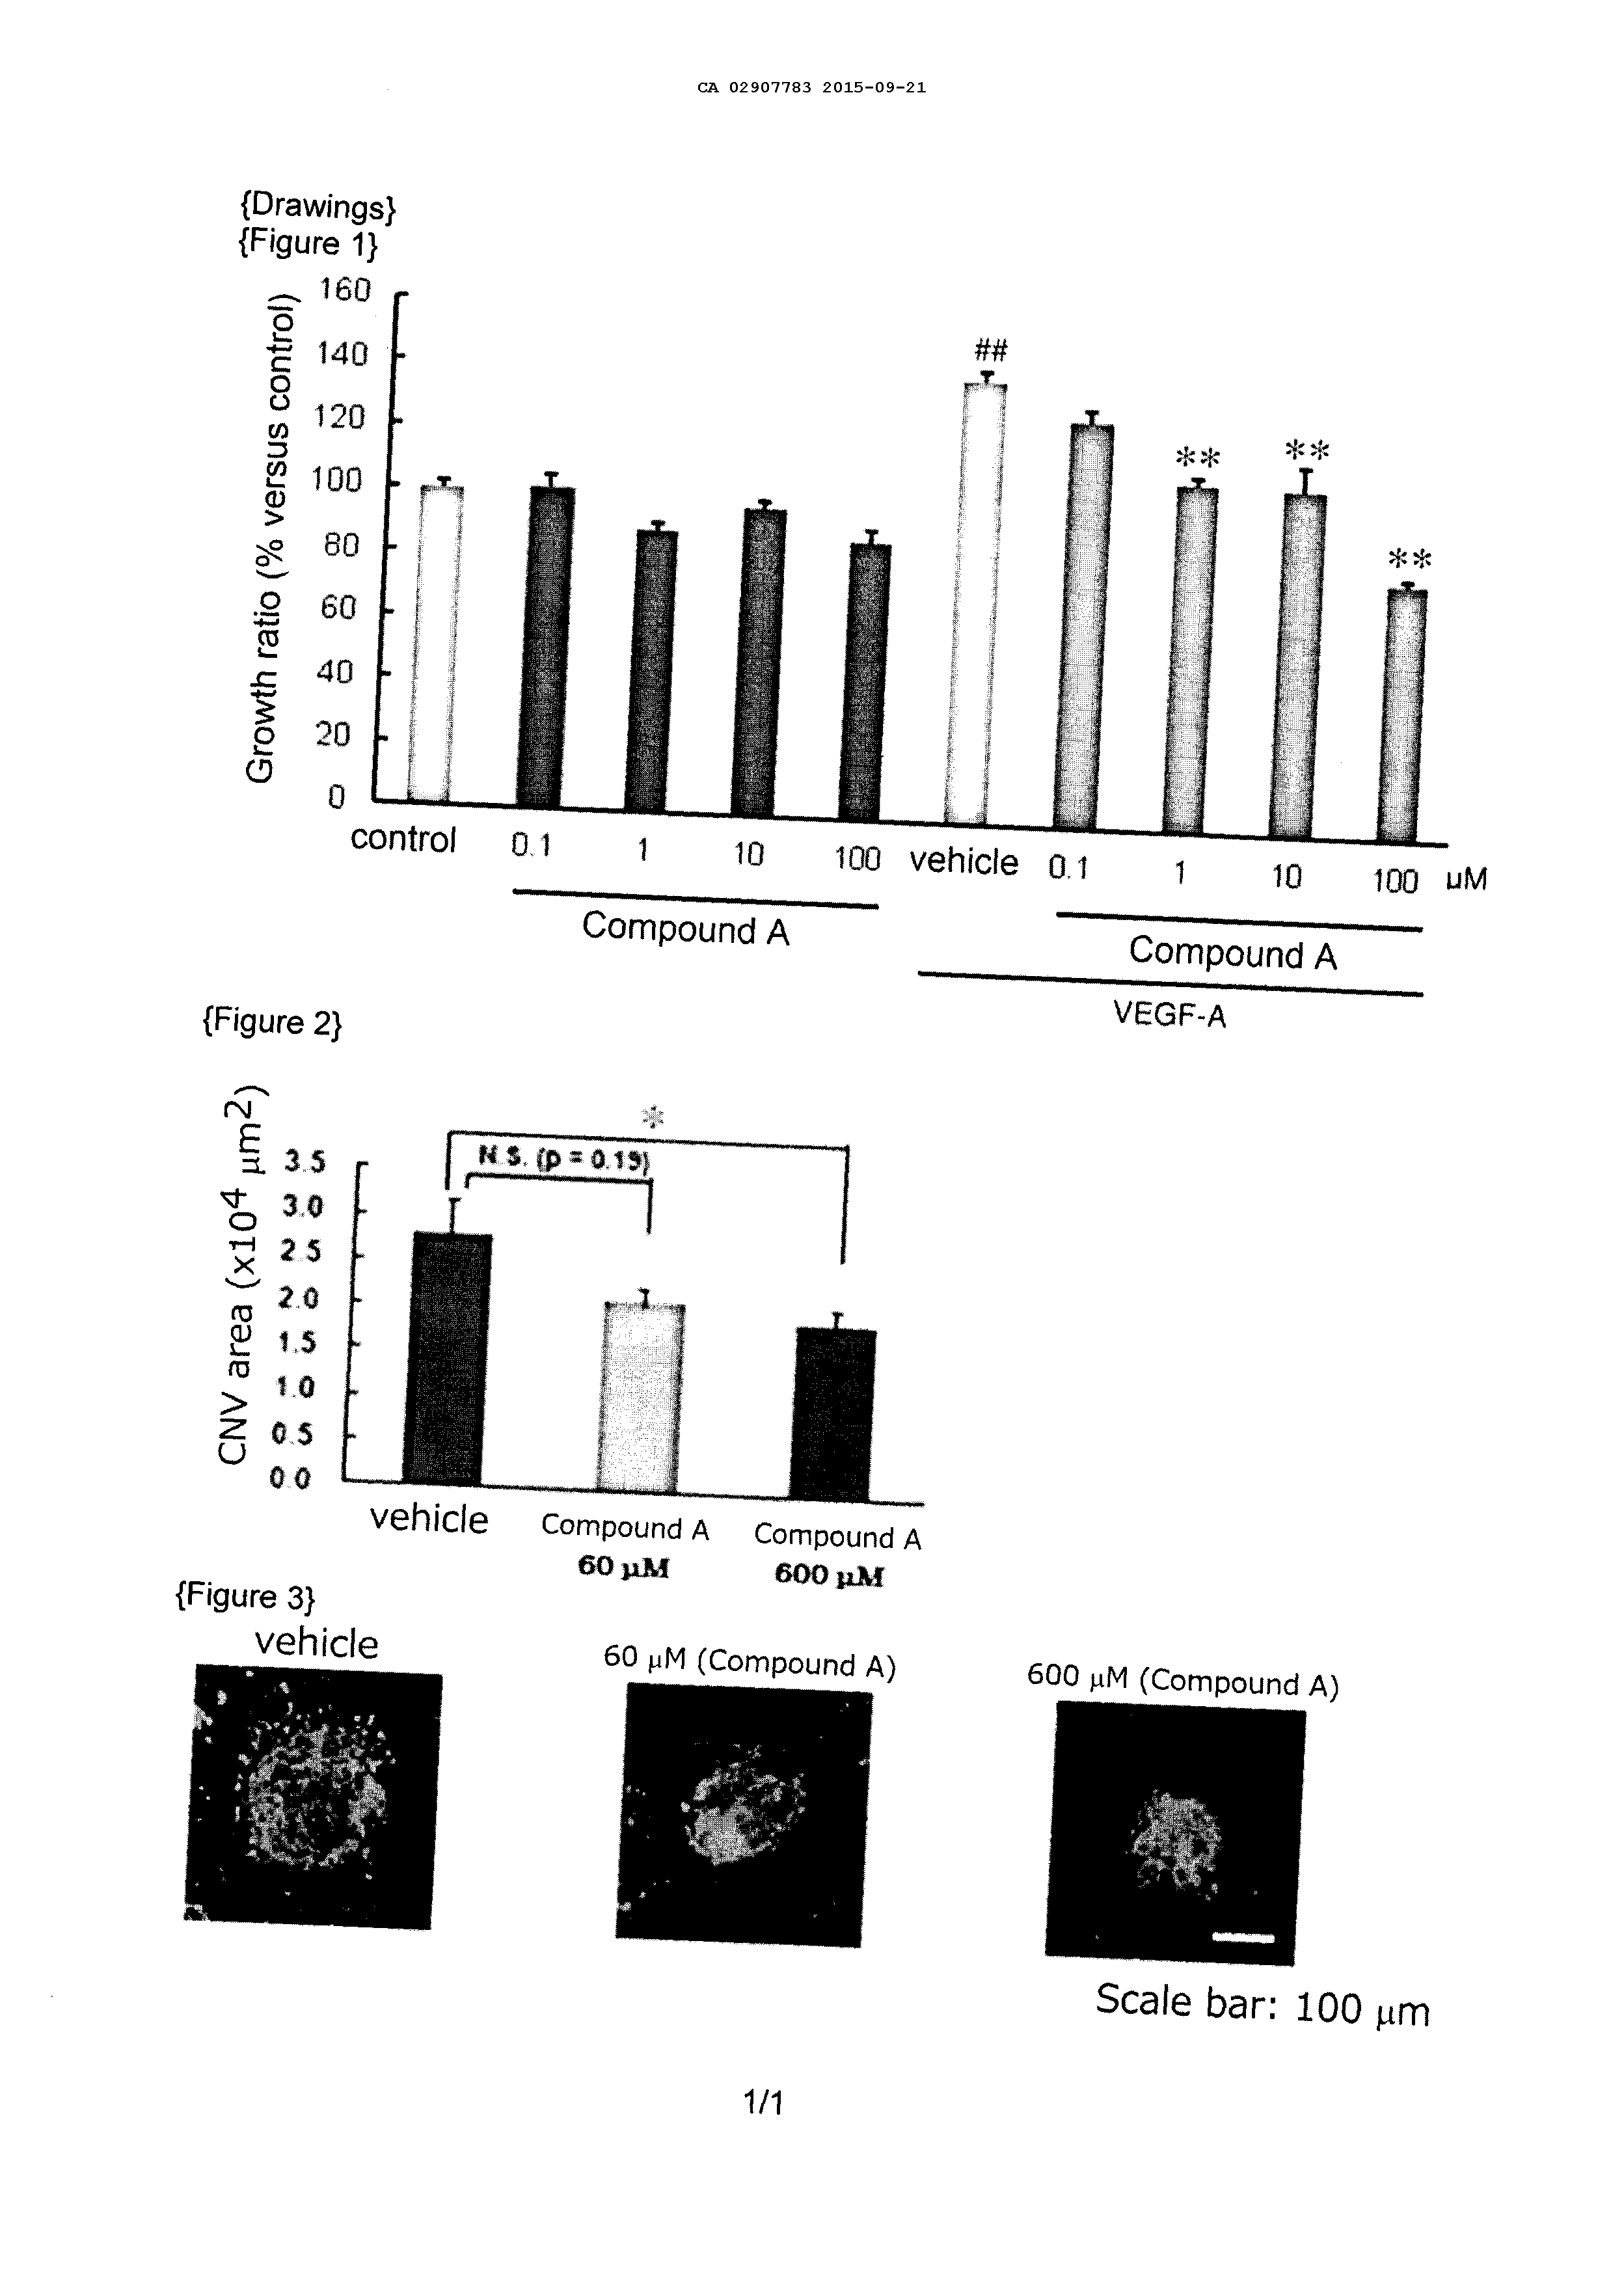 CA 02907783 2015-09-21
{Drawings}
{Figure 1}
Growth ratio (% versus control)
160
140
120
100
80
60
40
20
0
##
**
**
**
control 0.1 1 10 100 vehicle 0.1 1 10 100 µM
Compound A
Compound A
VEGF-A
{Figure 2}
CNV area (x104 µm2)
3.5
3.0
2.5
2.0
1.5
1.0
0.5
0.0
*
N.S. (p = 0.19)
vehicle
Compound A
60 µM
Compound A
600 µM
{Figure 3}
vehicle
60 µM (Compound A)
600 µM (Compound A)
Scale bar: 100 µm
1/1